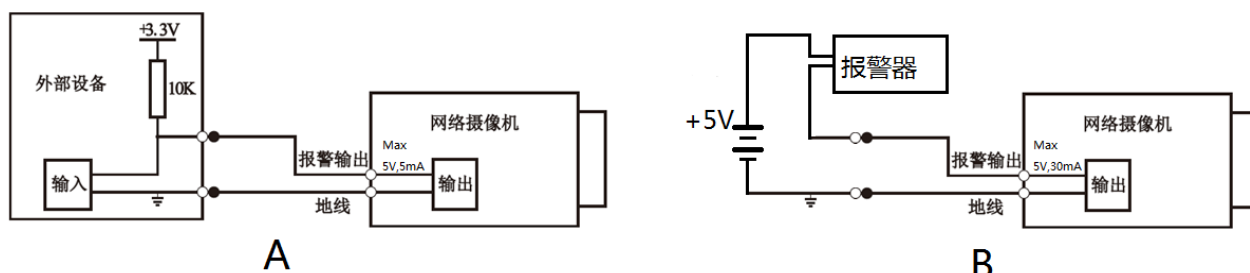 +3.3V
外部设备
10K
网络摄像机
Max
报警输出
5V,5mA
输入
输出
地线
A
报警器
+5V
网络摄像机
Max
报警输出
5V,30mA
输出
地线
B